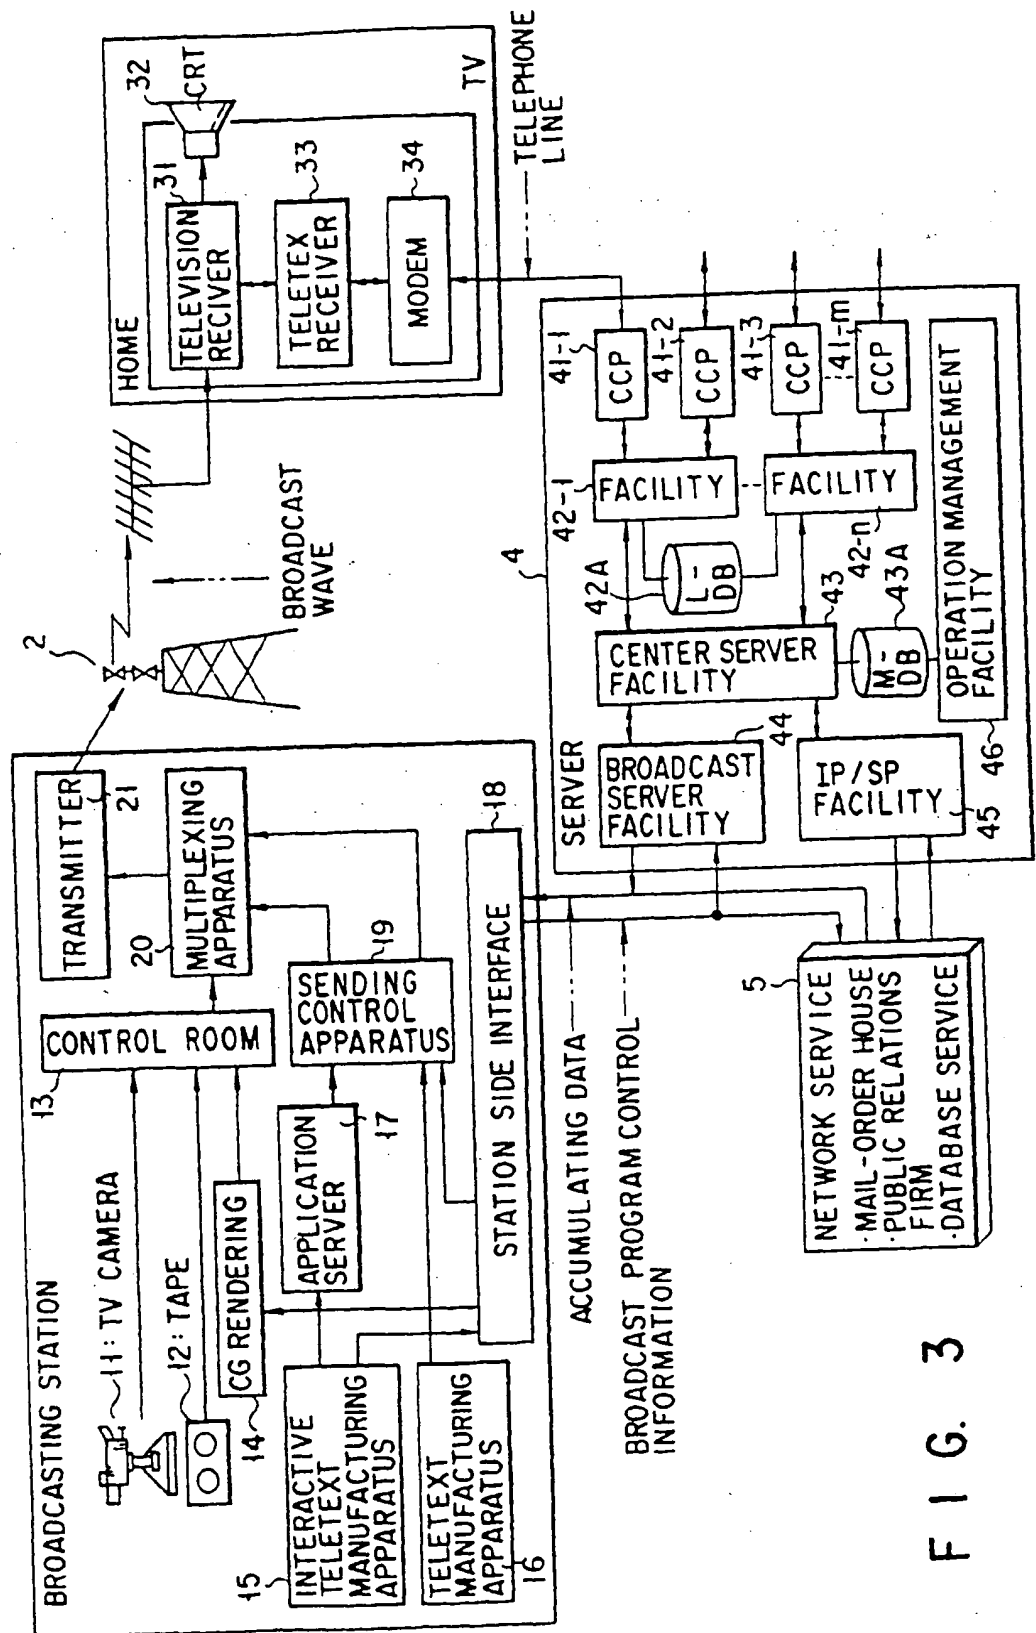 BROADCASTING STATION
11: TV CAMERA
12: TAPE
13
CONTROL ROOM
CG RENDERING
14
15
INTERACTIVE
TELETEXT
MANUFACTURING
APPARATUS
TELETEXT
MANUFACTURING
APPARATUS
16
APPLICATION
SERVER
17
SENDING
CONTROL
APPARATUS
19
20
MULTIPLEXING
APPARATUS
TRANSMITTER
21
STATION SIDE INTERFACE
18
2
BROADCAST
WAVE
HOME
TELEVISION
RECIVER
31
32
CRT
TELETEX
RECEIVER
33
MODEM
34
TV
TELEPHONE
LINE
ACCUMULATING DATA
BROADCAST PROGRAM CONTROL
INFORMATION
SERVER
4
BROADCAST
SERVER
FACILITY
44
IP/SP
FACILITY
45
CENTER SERVER
FACILITY
43
42A
L-
DB
M-
DB
43A
42-1
FACILITY
FACILITY
42-n
41-1
CCP
41-2
CCP
41-3
CCP
41-m
CCP
OPERATION MANAGEMENT
FACILITY
46
5
NETWORK SERVICE
·MAIL-ORDER HOUSE
·PUBLIC RELATIONS
FIRM
·DATABASE SERVICE
FIG. 3